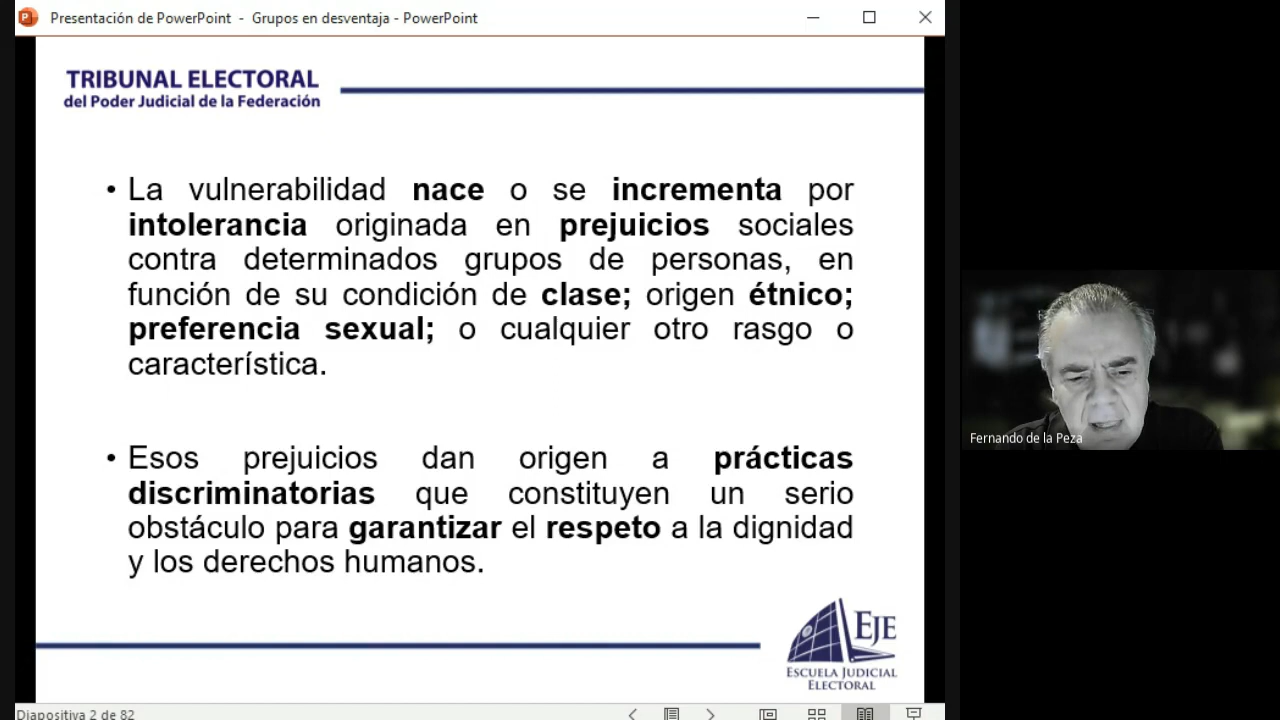 Presentación de PowerPoint - Grupos en desventaja - PowerPoint
TRIBUNAL ELECTORAL
del Poder Judicial de la Federación
• La vulnerabilidad nace o se incrementa por
intolerancia originada en prejuicios sociales
contra determinados grupos de personas, en
función de su condición de clase; origen étnico;
preferencia sexual; o cualquier otro rasgo o
característica.
• Esos prejuicios dan origen a prácticas
discriminatorias que constituyen un serio
obstáculo para garantizar el respeto a la dignidad
y los derechos humanos.
EJE
ESCUELA JUDICIAL
ELECTORAL
Diapositiva 2 de 82
Fernando de la Peza